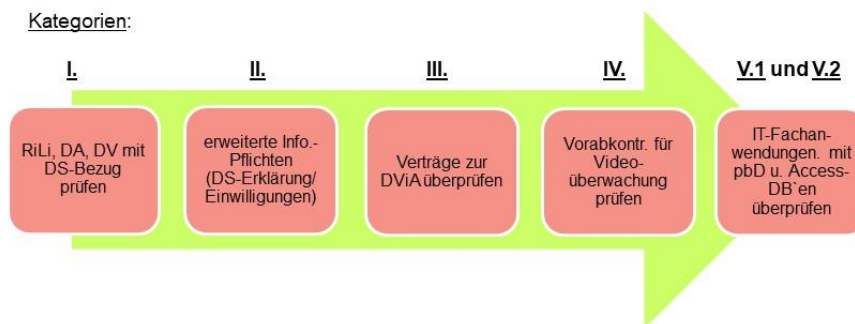 Kategorien:
I.
II.
III.
IV.
V.1 und V.2
RiLi, DA, DV mit
DS-Bezug
prüfen
erweiterte Info.-
Pflichten
(DS-Erklärung/
Einwilligungen)
Verträge zur
DViA überprüfen
Vorabkontr. für
Video-
überwachung
prüfen
IT-Fachan-
wendungen. mit
pbD u. Access-
DB`en
überprüfen